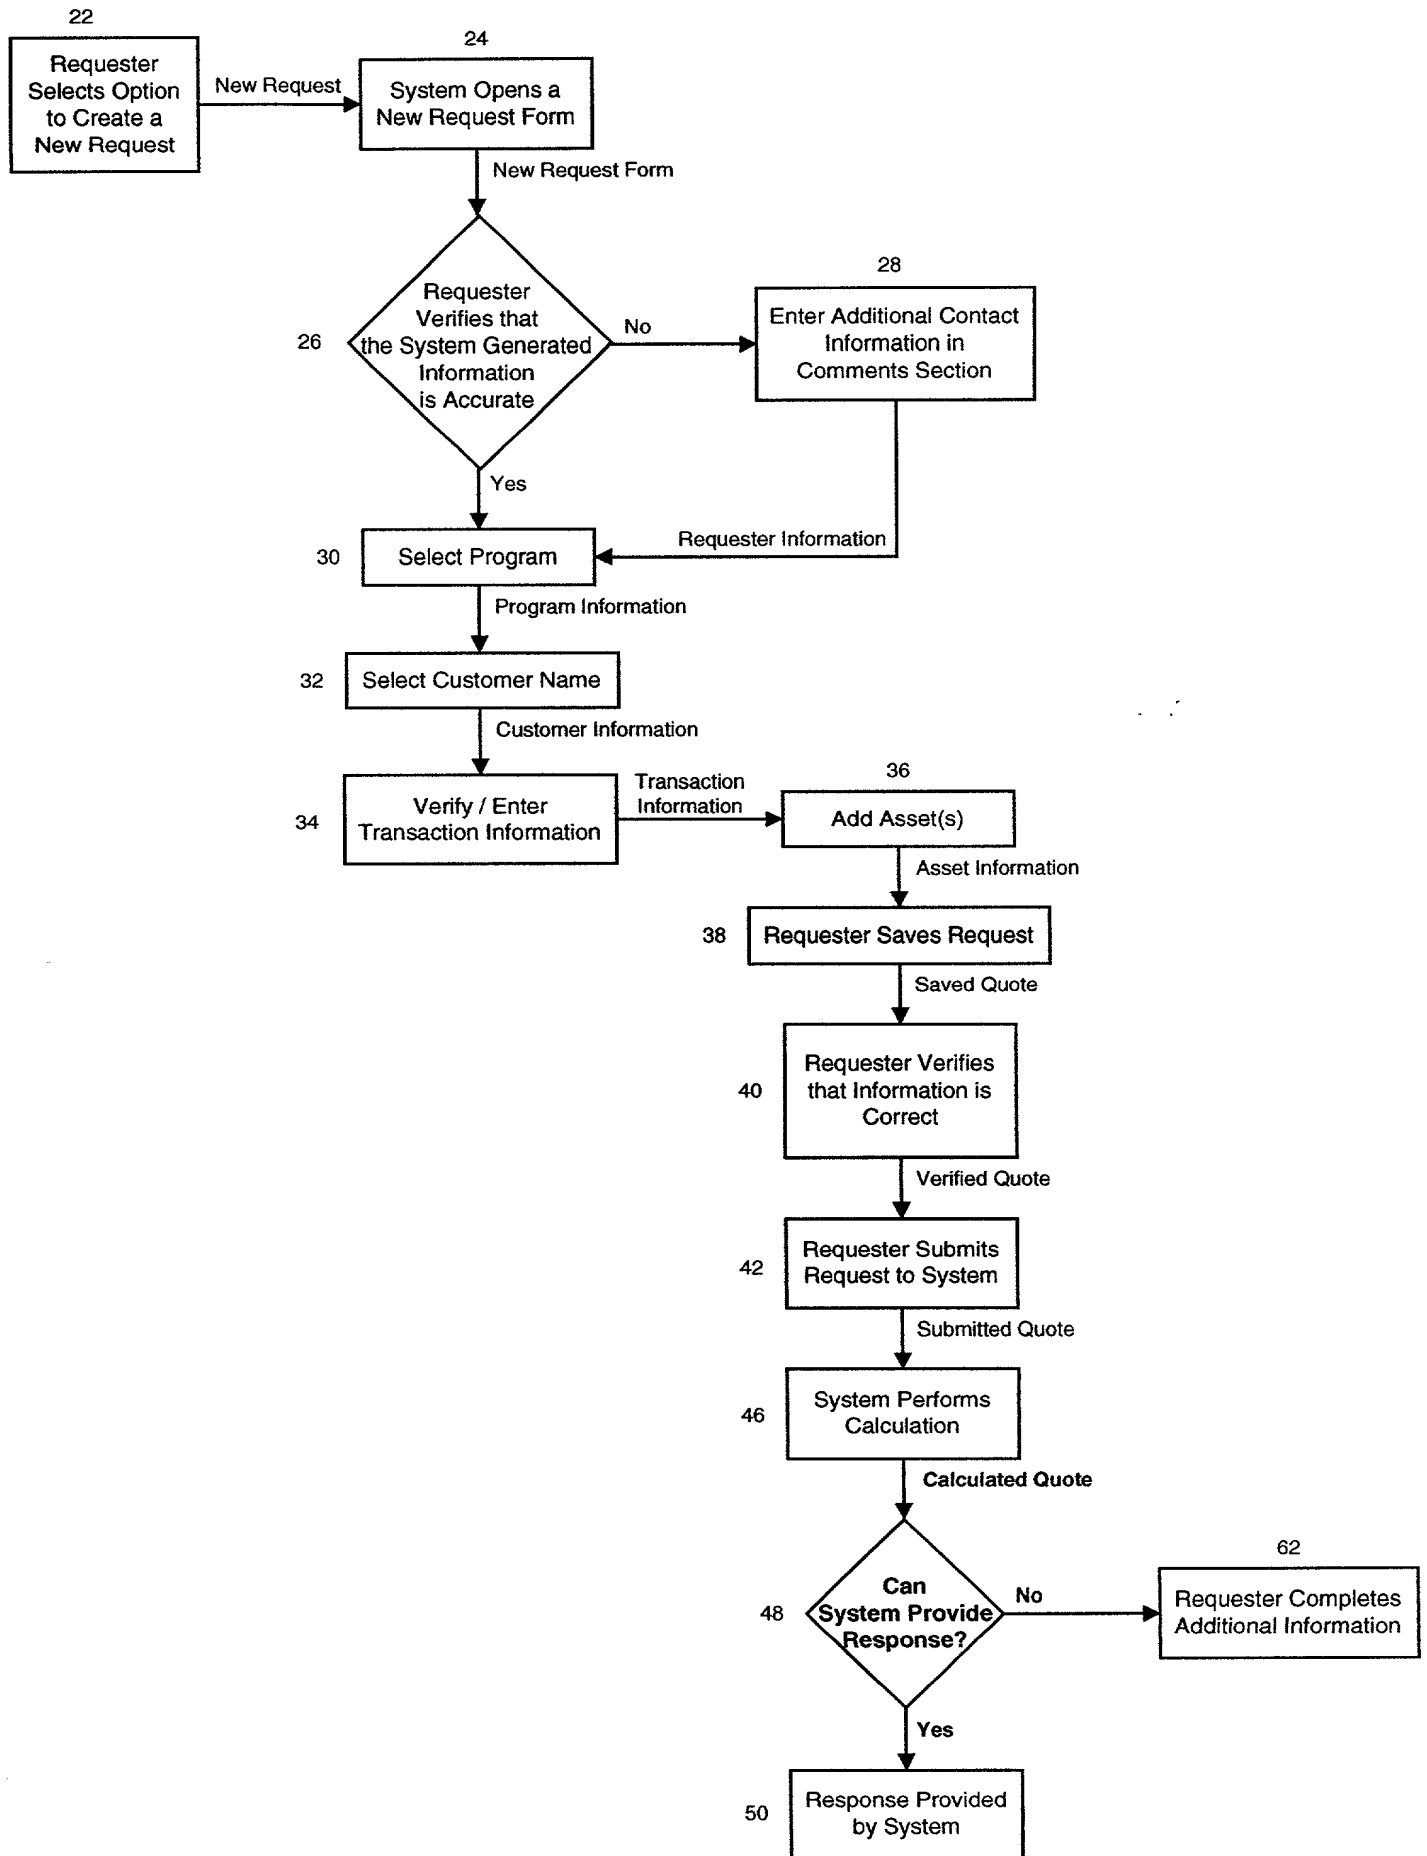 22
Requester
Selects Option
to Create a
New Request
New Request
24
System Opens a
New Request Form
New Request Form
26
Requester
Verifies that
the System Generated
Information
is Accurate
No
28
Enter Additional Contact
Information in
Comments Section
Yes
Requester Information
30
Select Program
Program Information
32
Select Customer Name
Customer Information
34
Verify / Enter
Transaction Information
Transaction
Information
36
Add Asset(s)
Asset Information
38
Requester Saves Request
Saved Quote
40
Requester Verifies
that Information is
Correct
Verified Quote
42
Requester Submits
Request to System
Submitted Quote
46
System Performs
Calculation
Calculated Quote
48
Can
System Provide
Response?
No
62
Requester Completes
Additional Information
Yes
50
Response Provided
by System